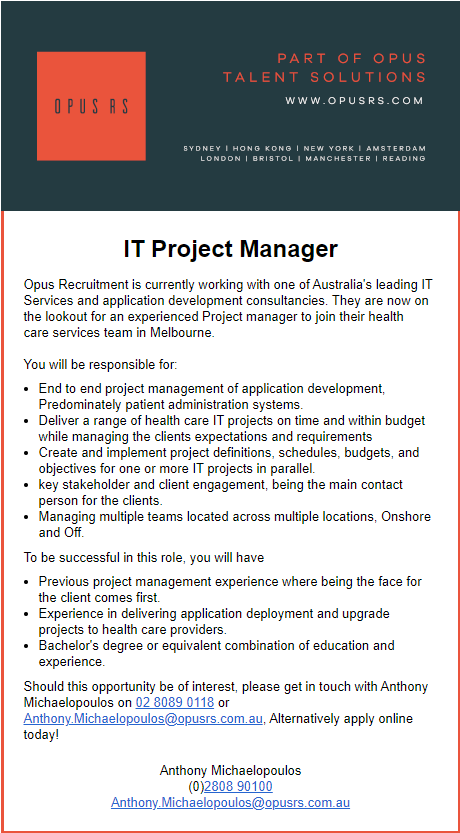 PART OF OPUS
TALENT SOLUTIONS
OPUS RS
WWW.OPUSRS.COM
SYDNEY | HONG KONG | NEW YORK | AMSTERDAM
LONDON | BRISTOL | MANCHESTER | READING
IT Project Manager
Opus Recruitment is currently working with one of Australia's leading IT
Services and application development consultancies. They are now on
the lookout for an experienced Project manager to join their health
care services team in Melbourne.
You will be responsible for:
• End to end project management of application development,
Predominately patient administration systems.
• Deliver a range of health care IT projects on time and within budget
while managing the clients expectations and requirements
• Create and implement project definitions, schedules, budgets, and
objectives for one or more IT projects in parallel.
• key stakeholder and client engagement, being the main contact
person for the clients.
• Managing multiple teams located across multiple locations, Onshore
and Off.
To be successful in this role, you will have
• Previous project management experience where being the face for
the client comes first.
• Experience in delivering application deployment and upgrade
projects to health care providers.
• Bachelor's degree or equivalent combination of education and
experience.
Should this opportunity be of interest, please get in touch with Anthony
Michaelopoulos on 02 8089 0118 or
Anthony.Michaelopoulos@opusrs.com.au, Alternatively apply online
today!
Anthony Michaelopoulos
(0)2808 90100
Anthony.Michaelopoulos@opusrs.com.au